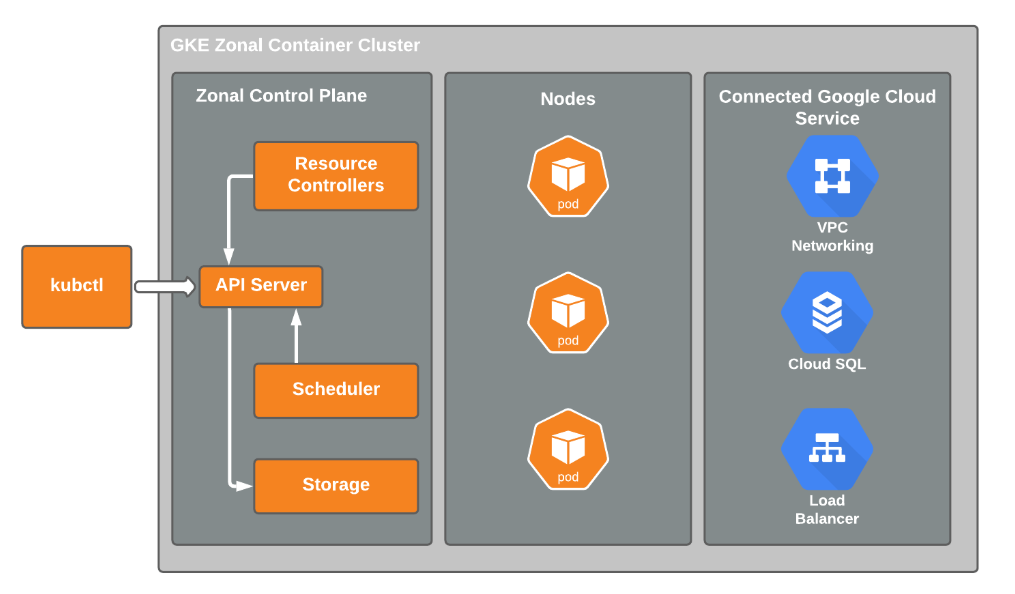 GKE Zonal Container Cluster
Zonal Control Plane
Resource
Controllers
kubctl
API Server
Scheduler
Storage
Nodes
pod
pod
pod
Connected Google Cloud
Service
VPC
Networking
Cloud SQL
Load
Balancer